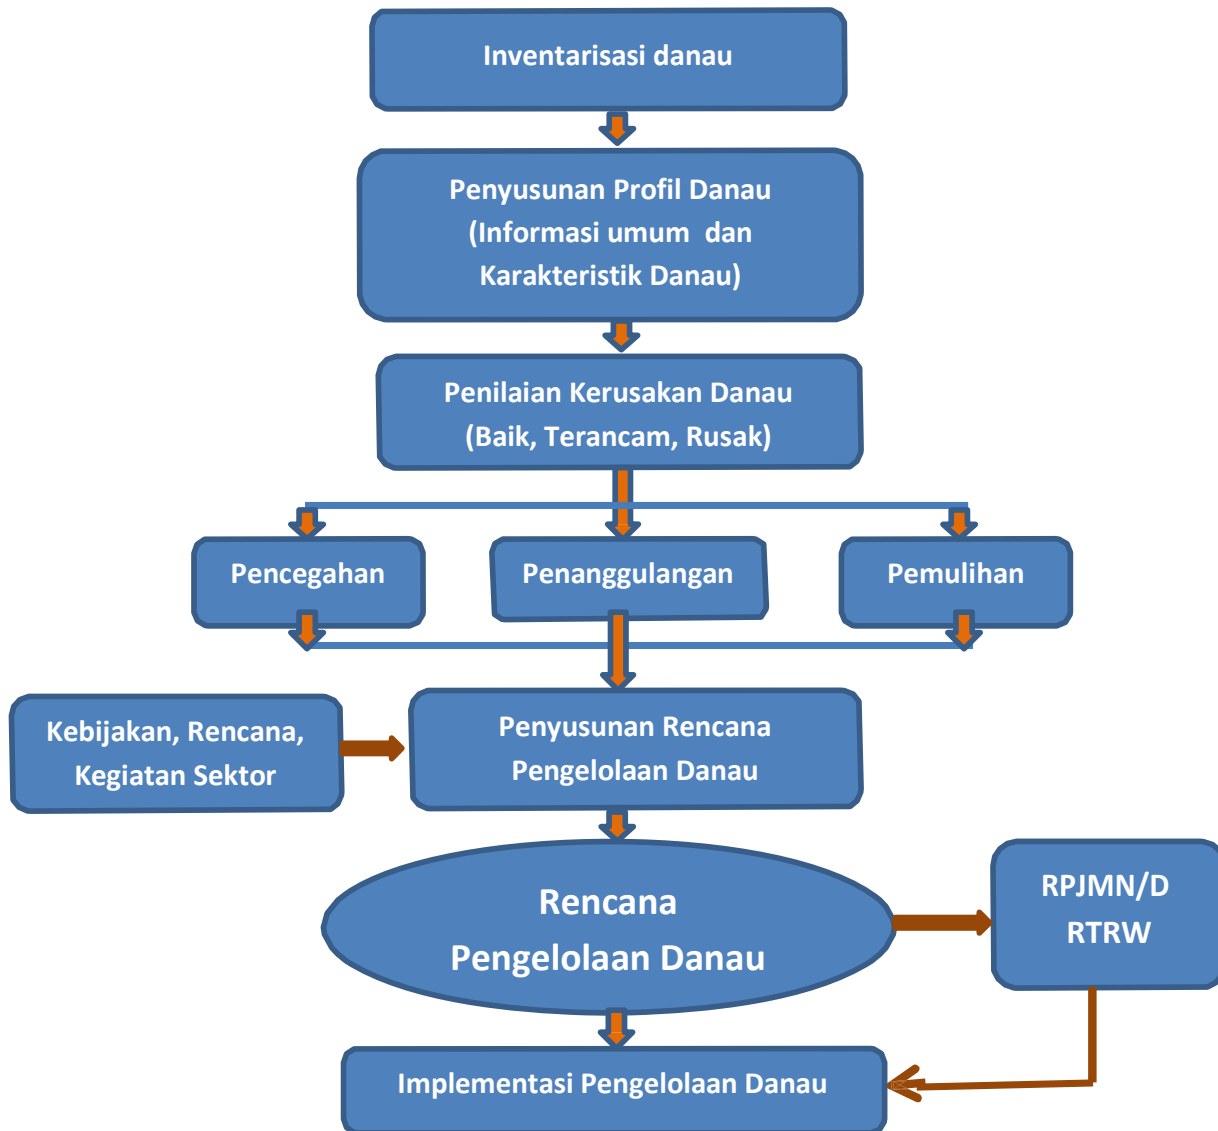 Inventarisasi danau
Penyusunan Profil Danau
(Informasi umum dan
Karakteristik Danau)
Penilaian Kerusakan Danau
(Baik, Terancam, Rusak)
Pencegahan
Penanggulangan
Pemulihan
Kebijakan, Rencana,
Kegiatan Sektor
Penyusunan Rencana
Pengelolaan Danau
Rencana
Pengelolaan Danau
RPJMN/D
RTRW
Implementasi Pengelolaan Danau